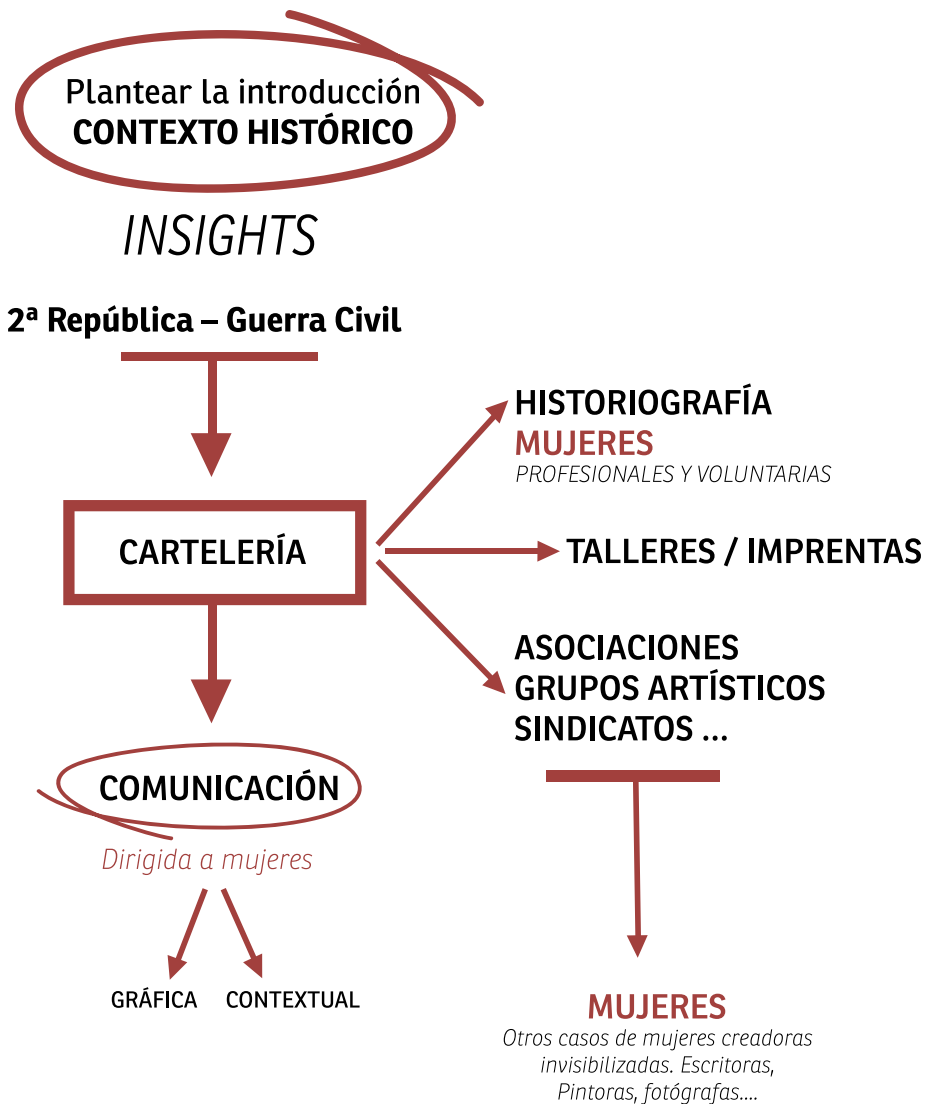 Plantear la introducción
CONTEXTO HISTÓRICO
INSIGHTS
2ª República – Guerra Civil
HISTORIOGRAFÍA
MUJERES
PROFESIONALES Y VOLUNTARIAS
CARTELERÍA
TALLERES / IMPRENTAS
ASOCIACIONES
GRUPOS ARTÍSTICOS
SINDICATOS ...
COMUNICACIÓN
Dirigida a mujeres
GRÁFICA
CONTEXTUAL
MUJERES
Otros casos de mujeres creadoras
invisibilizadas. Escritoras,
Pintoras, fotógrafas....